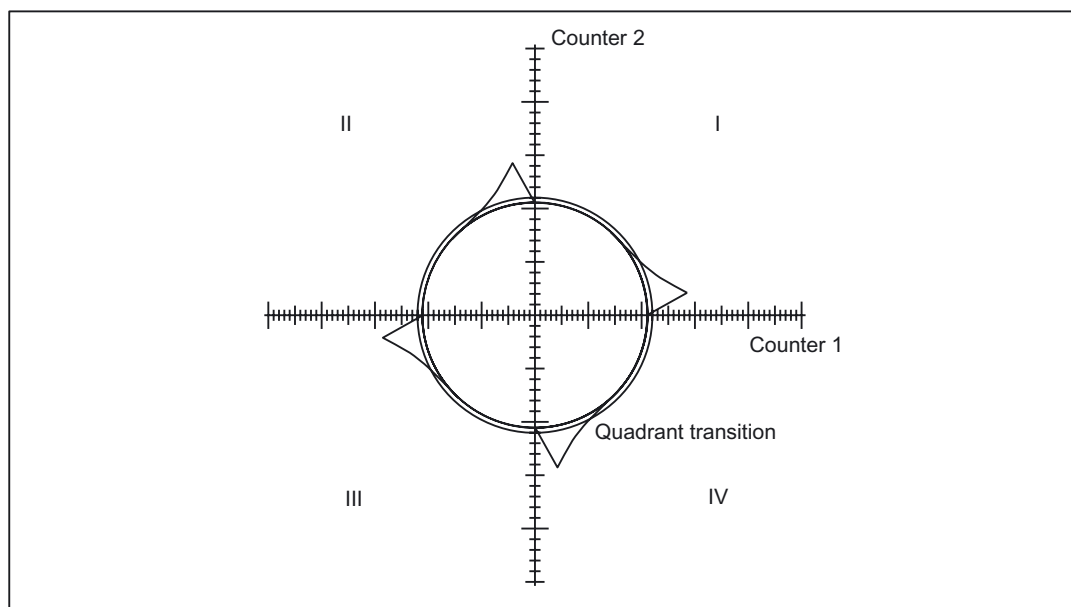 Counter 2
II
I
Counter 1
Quadrant transition
III
IV